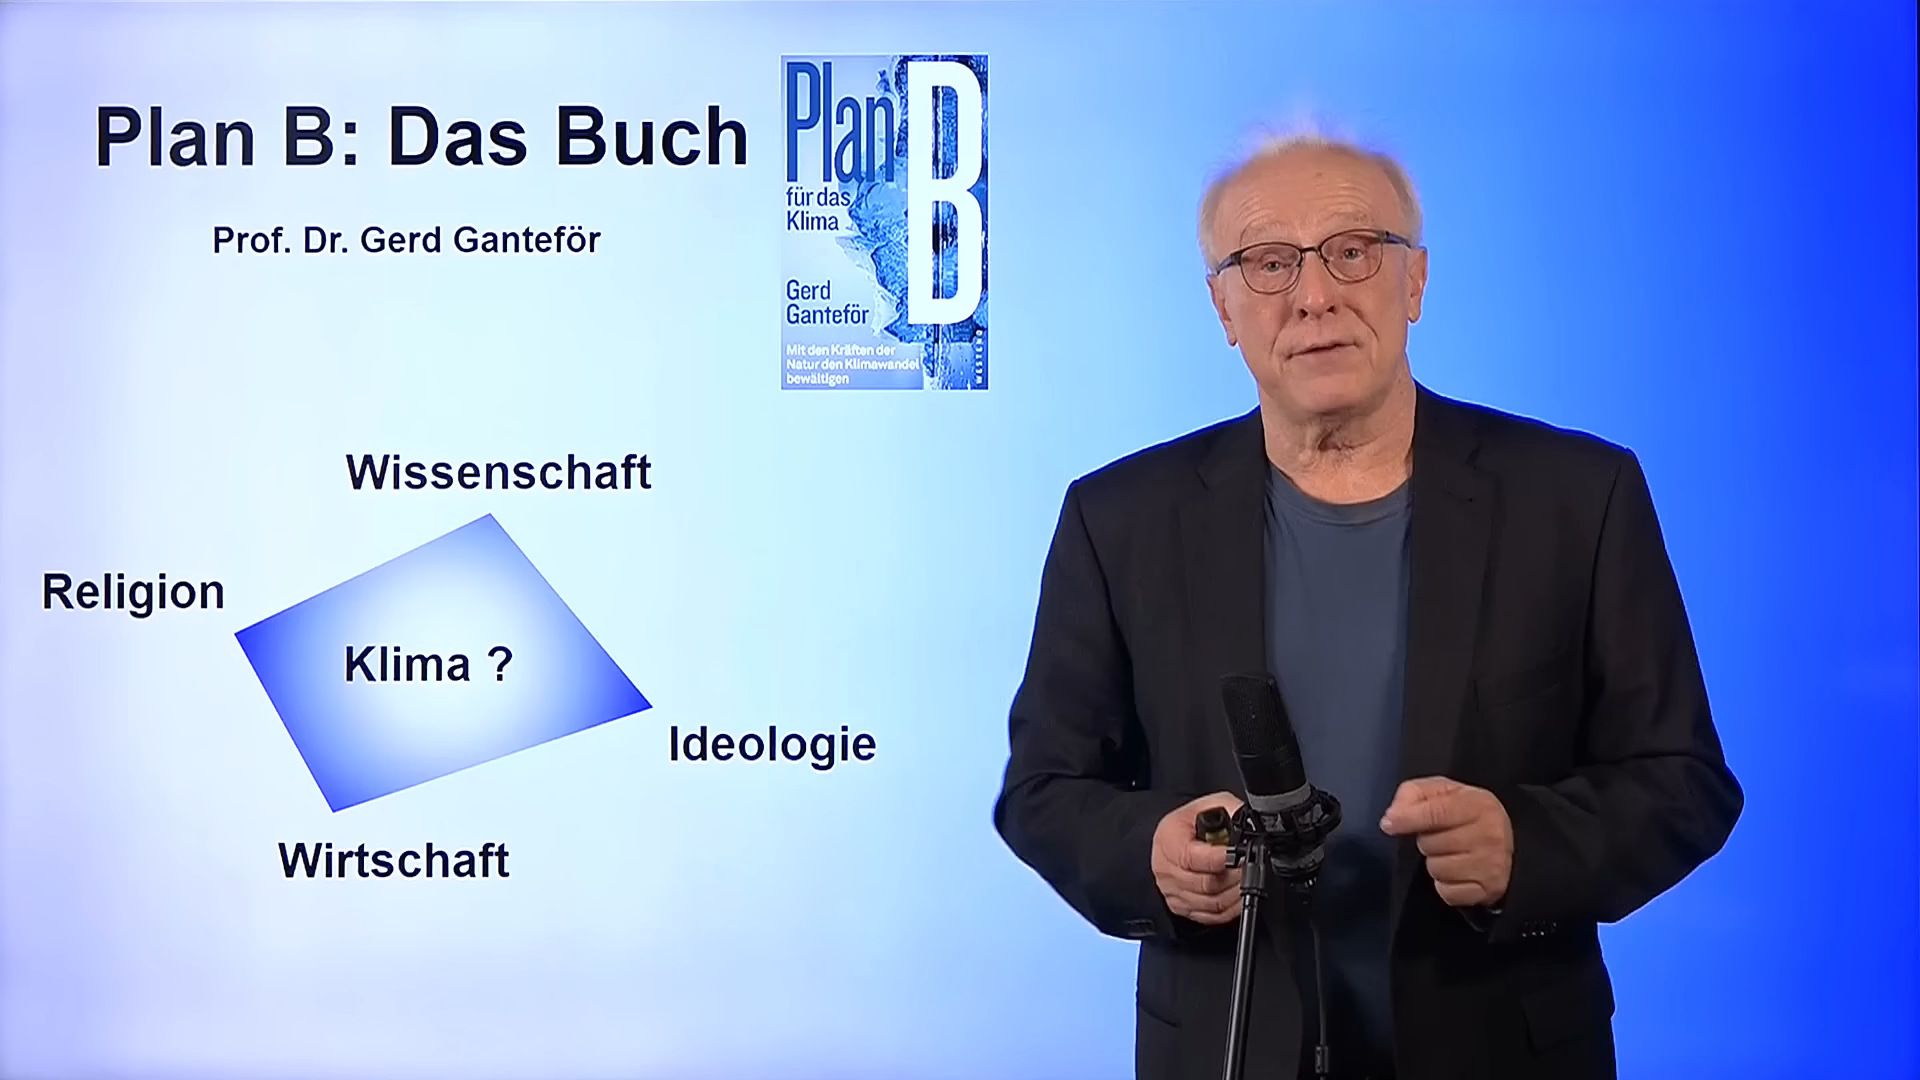 Plan B: Das Buch
Prof. Dr. Gerd Ganteför
Plan B
für das
Klima
Gerd
Ganteför
Mit den Kräften der
Natur den Klimawandel
bewältigen
WESTEND
Wissenschaft
Religion
Klima ?
Ideologie
Wirtschaft